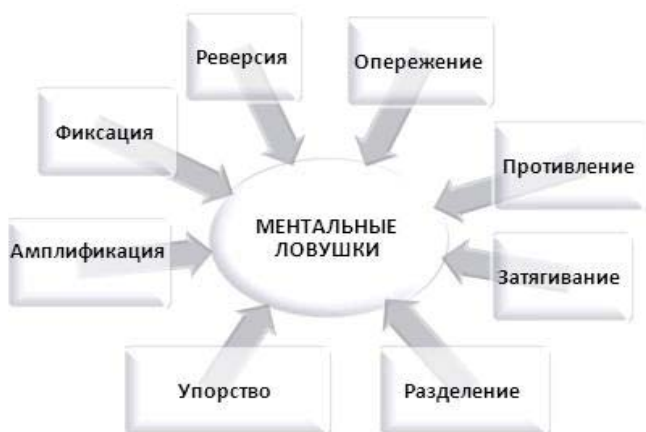 Реверсия
Опережение
Фиксация
Противление
МЕНТАЛЬНЫЕ
ЛОВУШКИ
Амплификация
Затягивание
Упорство
Разделение